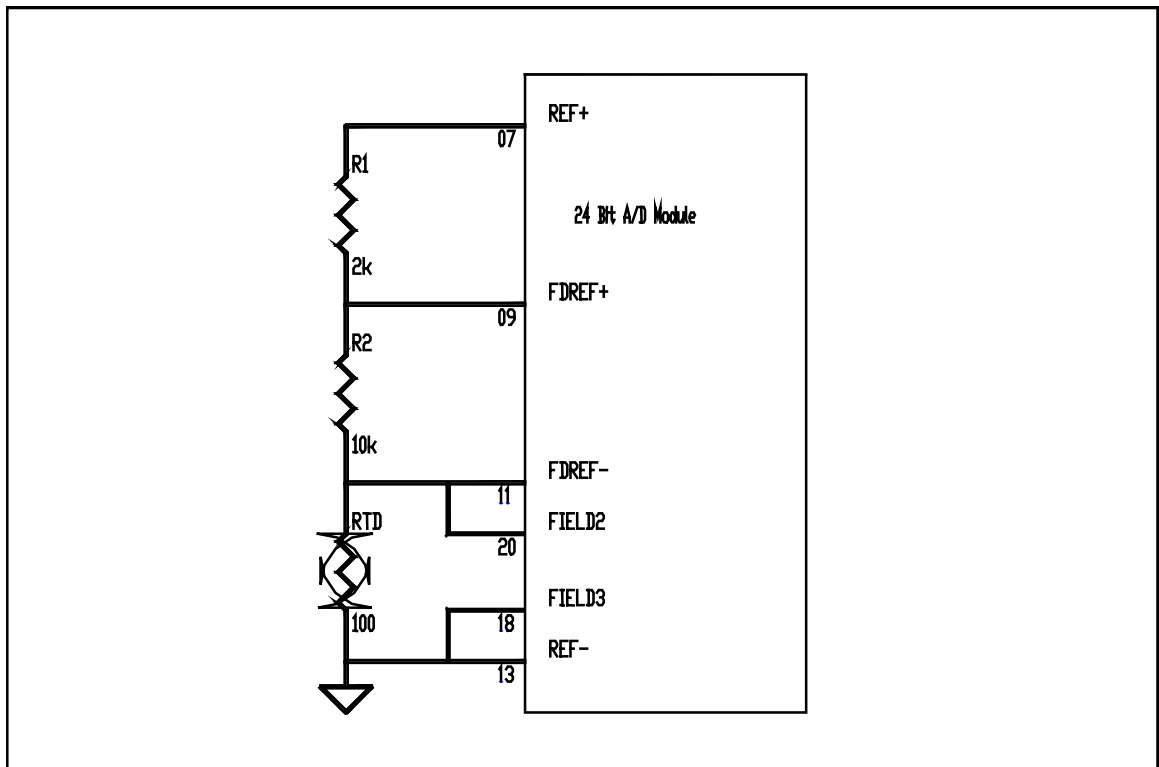 REF+
07
R1
24 Bit A/D Module
2k
FDREF+
09
R2
10k
FDREF-
11
RTD
FIELD2
20
FIELD3
100
18
REF-
13